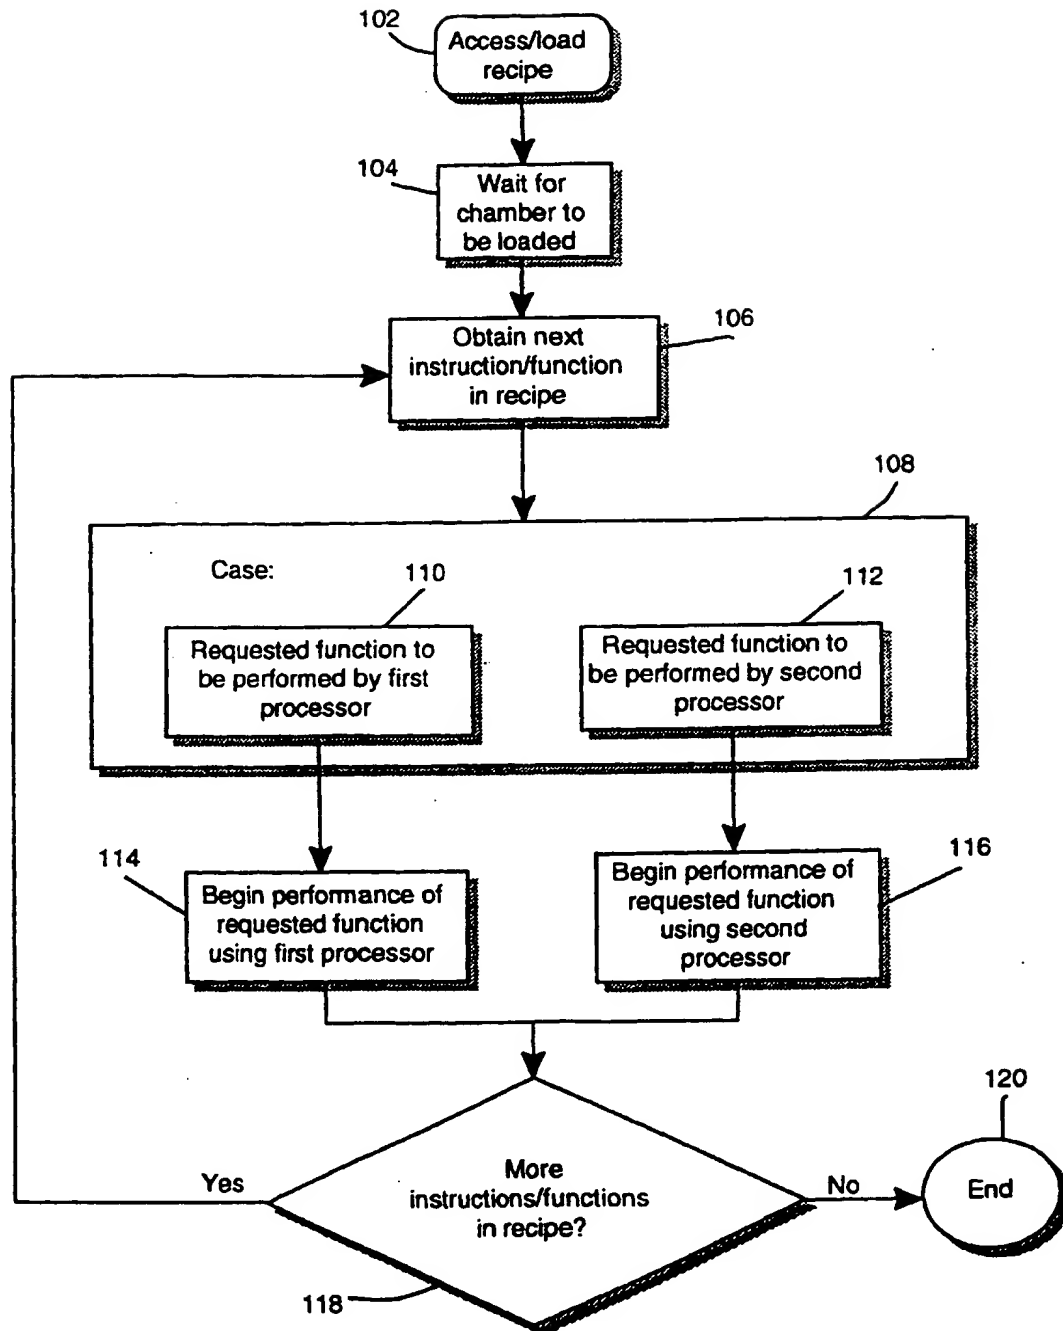 102
Access/load
recipe
104
Wait for
chamber to
be loaded
106
Obtain next
instruction/function
in recipe
108
Case:
110
112
Requested function to
be performed by first
processor
Requested function to
be performed by second
processor
114
Begin performance of
requested function
using first processor
116
Begin performance of
requested function
using second
processor
120
Yes
More
instructions/functions
in recipe?
No
End
118